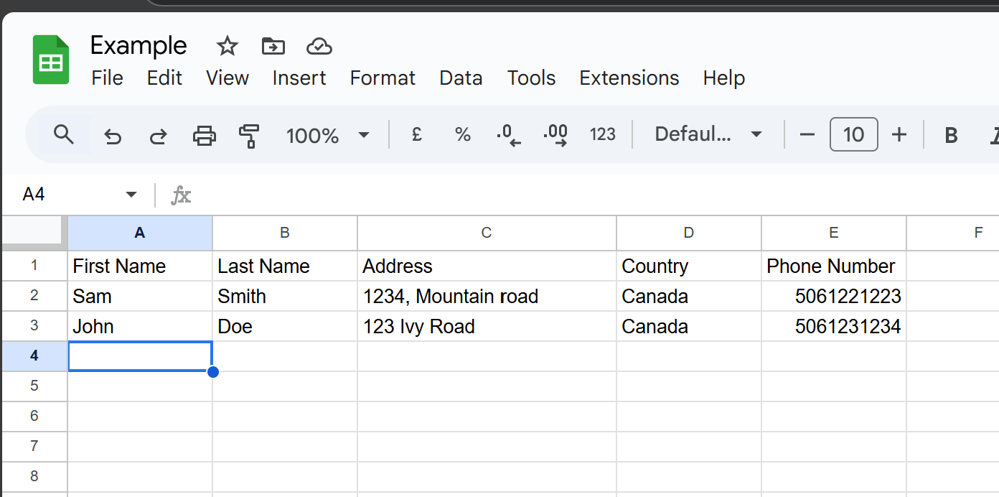 Example
File Edit View Insert Format Data Tools Extensions Help
100% £ % .0 .00 123 Defaul... 10 B
A4 fx
A B C D E F
1 First Name Last Name Address Country Phone Number
2 Sam Smith 1234, Mountain road Canada 5061221223
3 John Doe 123 Ivy Road Canada 5061231234
4
5
6
7
8